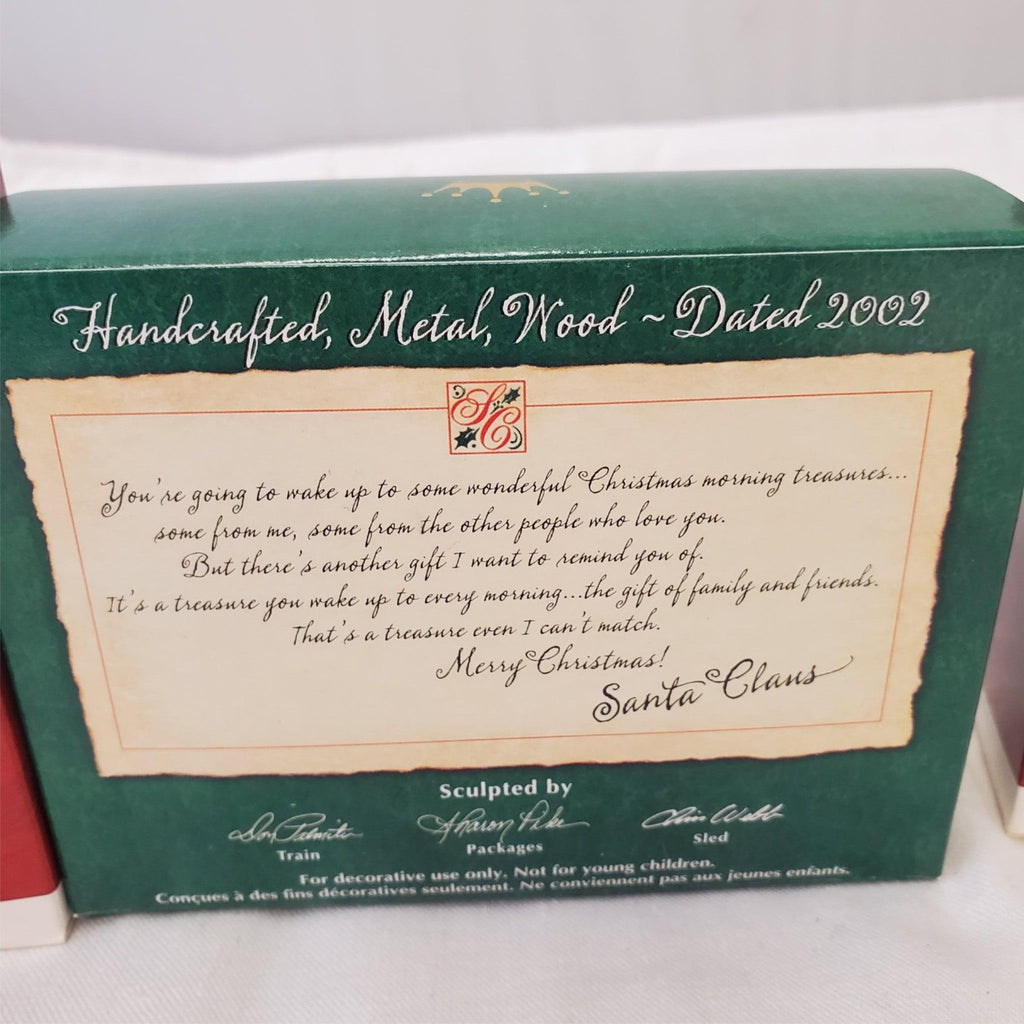 Handcrafted, Metal, Wood ~ Dated 2002
SC
You're going to wake up to some wonderful Christmas morning treasures...
some from me, some from the other people who love you.
But there's another gift I want to remind you of.
It's a treasure you wake up to every morning...the gift of family and friends.
That's a treasure even I can't match.
Merry Christmas!
Santa Claus
Sculpted by
Sharon Pike
Train
Packages
Sled
For decorative use only. Not for young children.
Conçues à des fins décoratives seulement. Ne conviennent pas aux jeunes enfants.